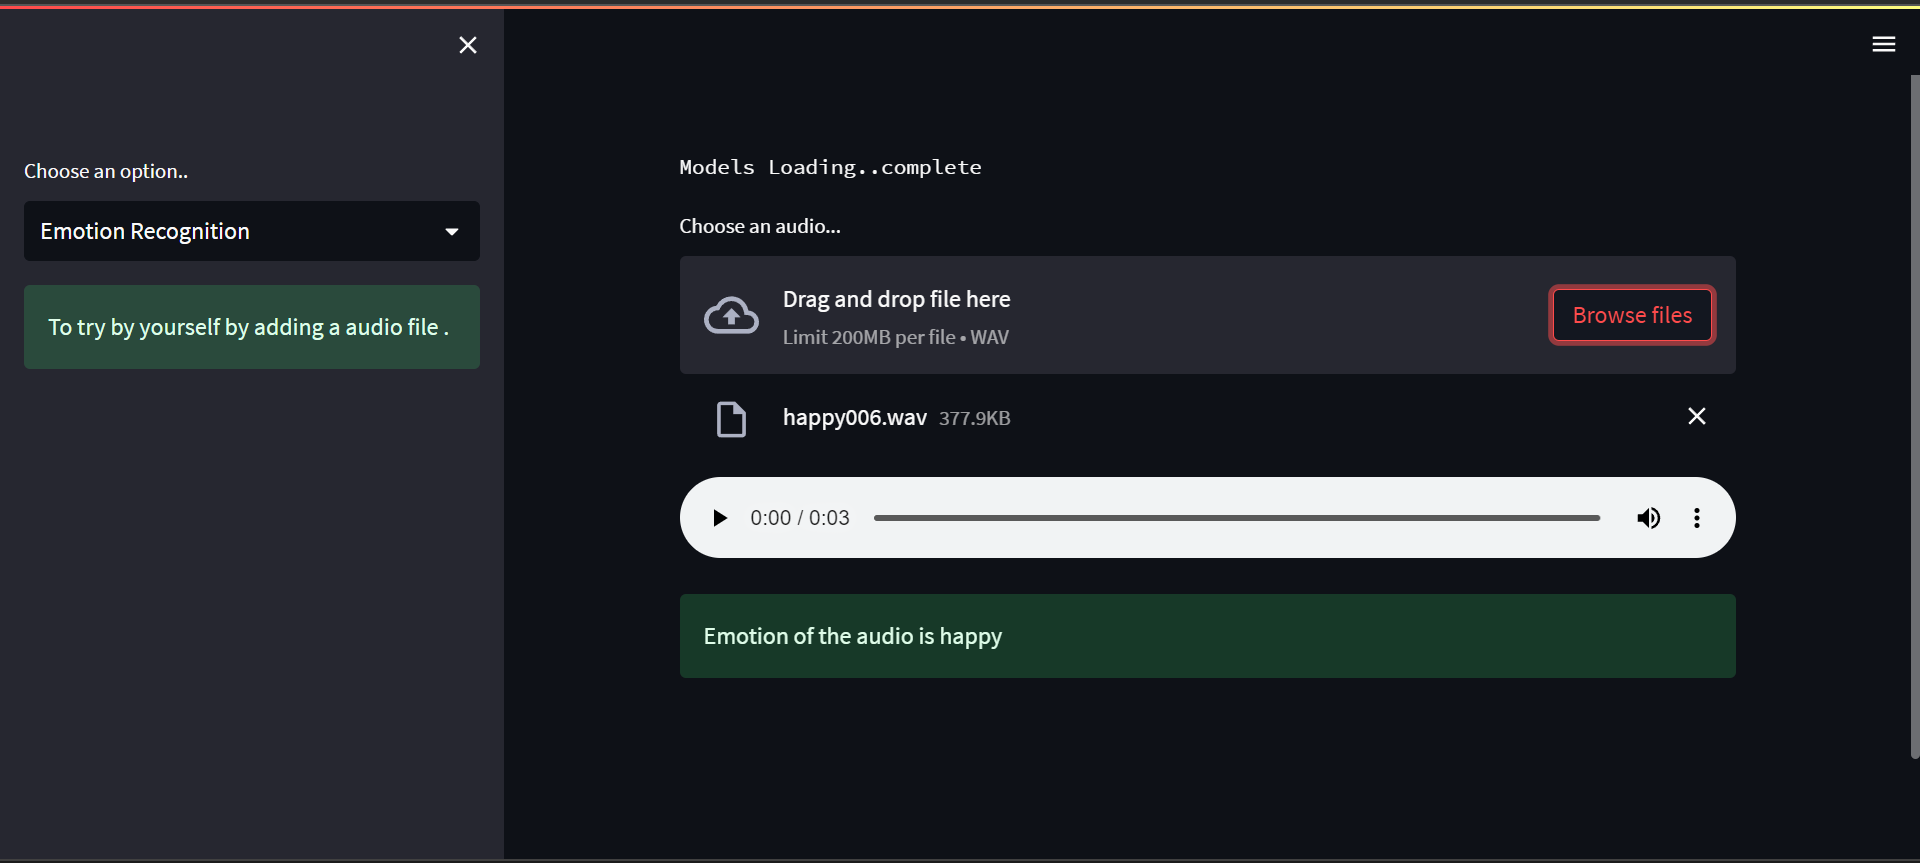 Choose an option..
Emotion Recognition
To try by yourself by adding a audio file .
Models Loading..complete
Choose an audio...
Drag and drop file here
Limit 200MB per file • WAV
Browse files
happy006.wav 377.9KB
0:00 / 0:03
Emotion of the audio is happy